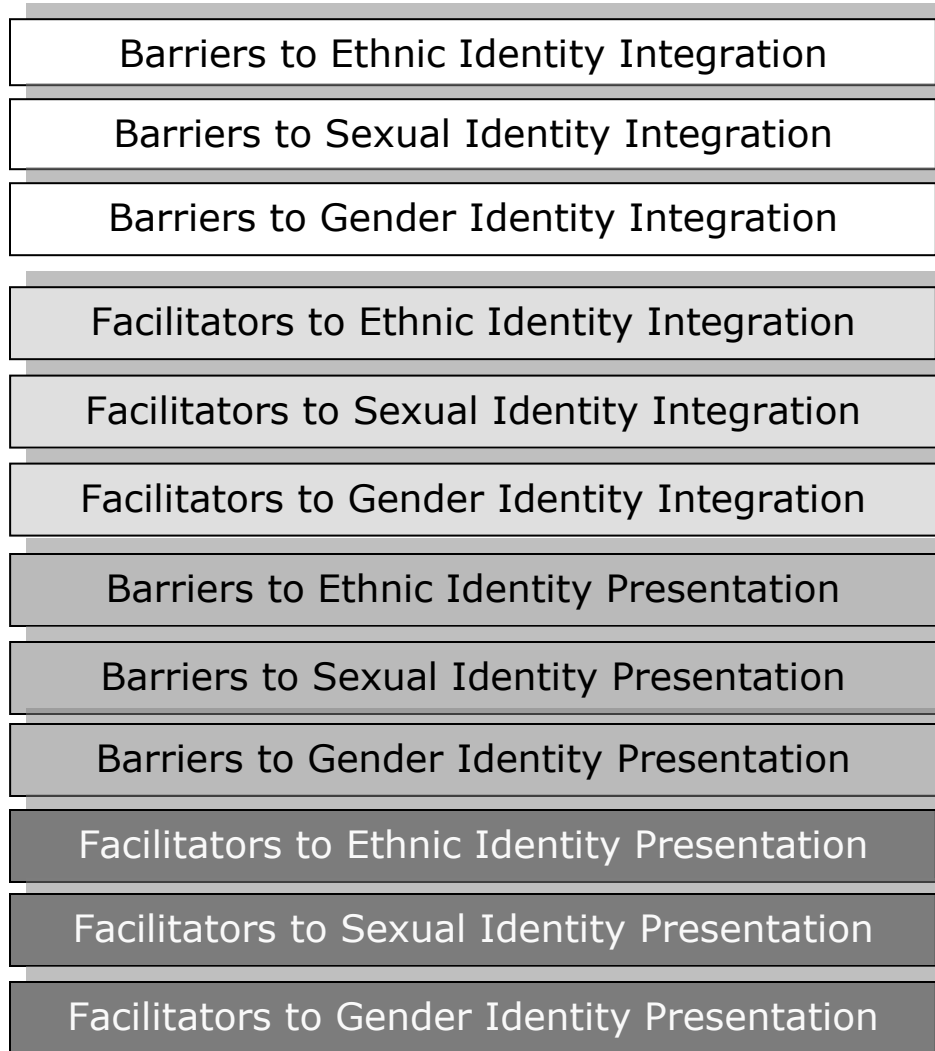 Barriers to Ethnic Identity Integration
Barriers to Sexual Identity Integration
Barriers to Gender Identity Integration
Facilitators to Ethnic Identity Integration
Facilitators to Sexual Identity Integration
Facilitators to Gender Identity Integration
Barriers to Ethnic Identity Presentation
Barriers to Sexual Identity Presentation
Barriers to Gender Identity Presentation
Facilitators to Ethnic Identity Presentation
Facilitators to Sexual Identity Presentation
Facilitators to Gender Identity Presentation